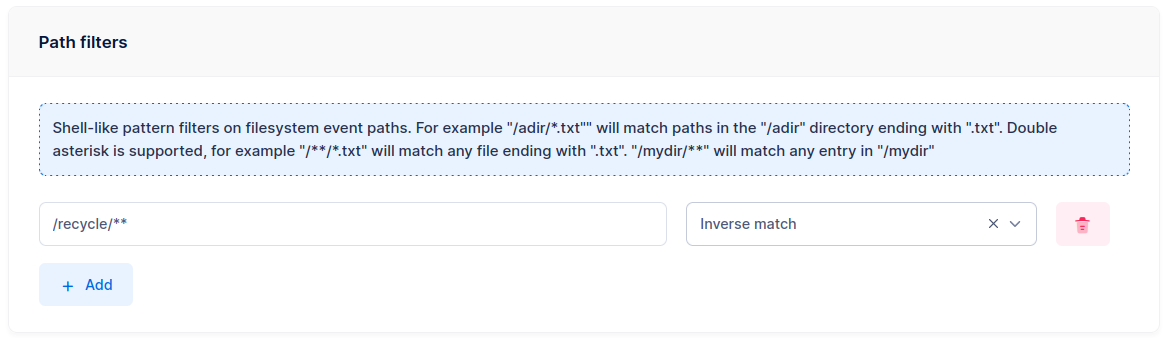 Path filters
Shell-like pattern filters on filesystem event paths. For example "/adir/*.txt"" will match paths in the "/adir" directory ending with ".txt". Double
asterisk is supported, for example "/**/*.txt" will match any file ending with ".txt". "/mydir/**" will match any entry in "/mydir"
/recycle/**
Inverse match
+ Add